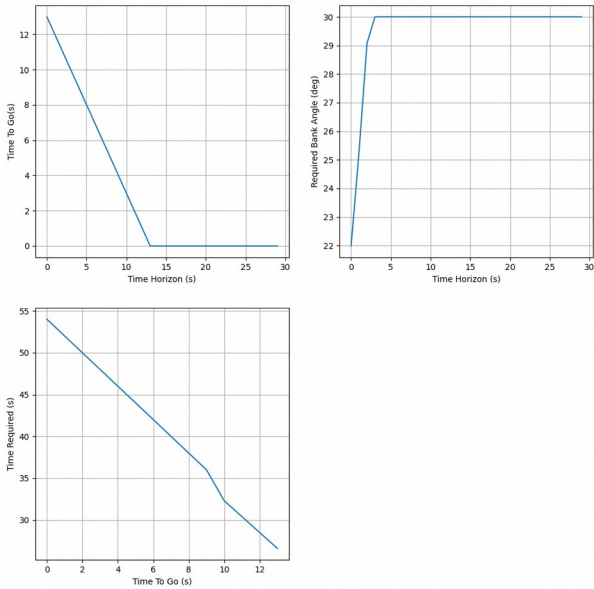 12
10
8
6
4
2
0
Time To Go(s)
0 5 10 15 20 25 30
Time Horizon (s)
30
29
28
27
26
25
24
23
22
Required Bank Angle (deg)
0 5 10 15 20 25 30
Time Horizon (s)
55
50
45
40
35
30
Time Required (s)
0 2 4 6 8 10 12
Time To Go (s)